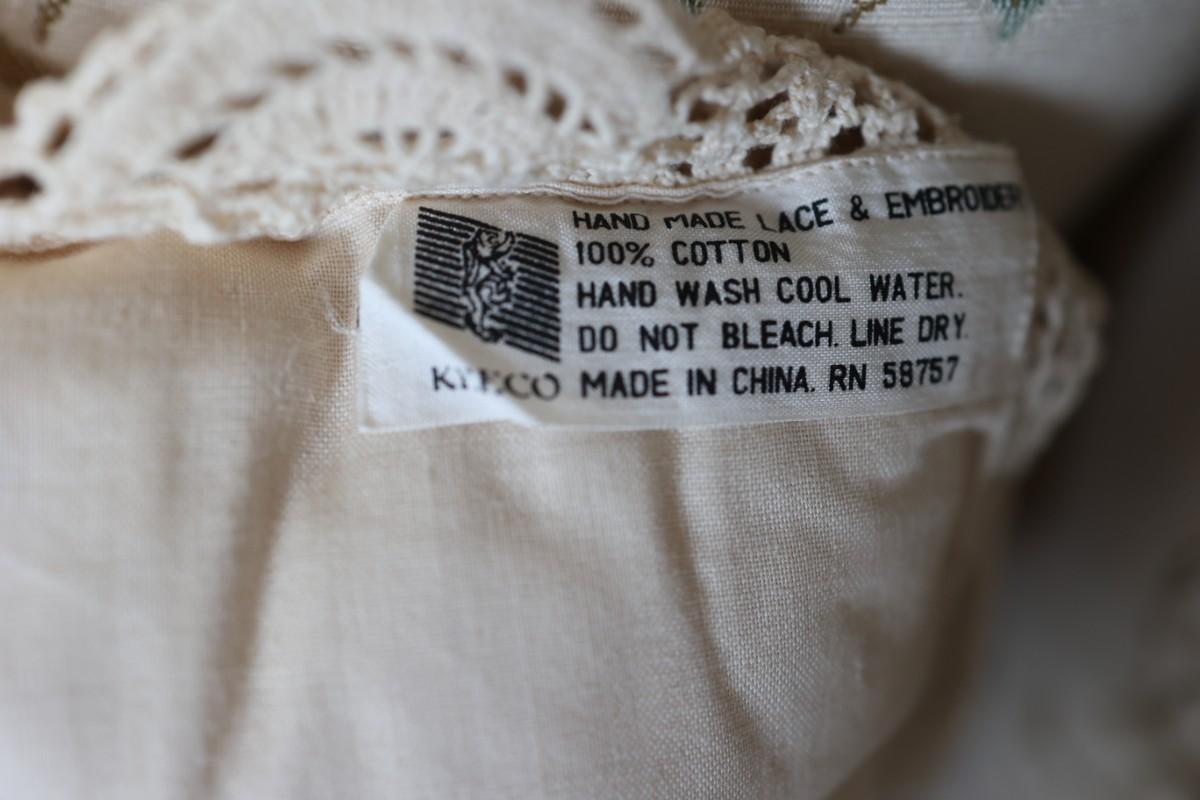 HAND MADE LACE & EMBROIDER
100% COTTON
HAND WASH COOL WATER.
DO NOT BLEACH. LINE DRY.
MADE IN CHINA. RN 58757